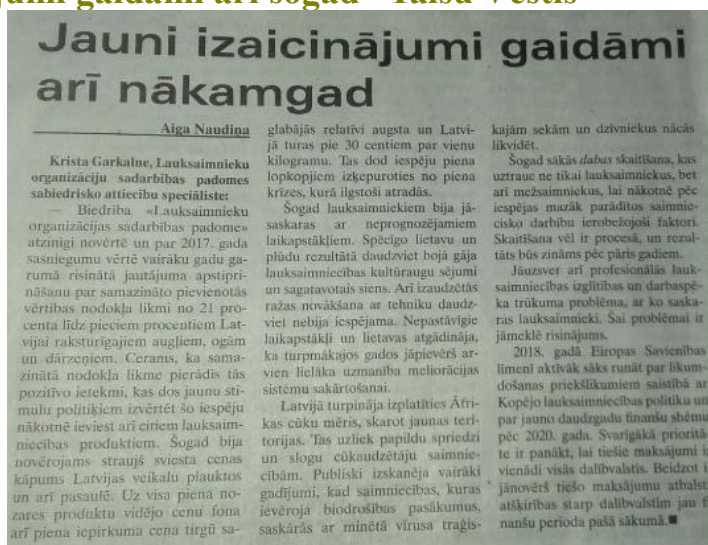 jumi gaidāmi arī šogad - Talsu Vēstis
Jauni izaicinājumi gaidāmi
arī nākamgad
Aiga Naudiņa
Krista Garkalne, Lauksaimnieku
organizāciju sadarbības padomes
sabiedrisko attiecību speciāliste:
— Biedrība «Lauksaimnieku
organizācijas sadarbības padome»
atzinīgi novērtē un par 2017. gada
sasniegumu vērtē vairāku gadu ga-
rumā risinātā jautājuma apstipri-
nāšanu par samazināto pievienotās
vērtības nodokļa likmi no 21 pro-
centa līdz pieciem procentiem Lat-
vijai raksturīgajiem augļiem, ogām
un dārzeņiem. Cerams, ka sama-
zinātā nodokļa likme pierādīs tās
pozitīvo ietekmi, kas dos jaunu sti-
mulu politiķiem izvērtēt šo iespēju
nākotnē ieviest arī citiem lauksaim-
niecības produktiem. Šogad bija
novērojams straujš sviesta cenas
kāpums Latvijas veikalu plauktos
un arī pasaulē. Uz visa piena no-
zares produktu vidējo cenu fona
arī piena iepirkuma cena tirgū sa-
glabājās relatīvi augsta un Latvi-
jā turas pie 30 centiem par vienu
kilogramu. Tas dod iespēju piena
lopkopjiem izķepuroties no piena
krīzes, kurā ilgstoši atradās.
Šogad lauksaimniekiem bija jā-
saskaras ar neprognozējamiem
laikapstākļiem. Spēcīgo lietavu un
plūdu rezultātā daudzviet bojā gāja
lauksaimniecības kultūraugu sējumi
un sagatavotais siens. Arī izaudzētās
ražas novākšana ar tehniku daudz-
viet nebija iespējama. Nepastāvīgie
laikapstākļi un lietavas atgādināja,
ka turpmākajos gados jāpievērš ar-
vien lielāka uzmanība meliorācijas
sistēmu sakārtošanai.
Latvijā turpināja izplatīties Āfri-
kas cūku mēris, skarot jaunas teri-
torijas. Tas uzliek papildu spriedzi
un slogu cūkaudzētāju saimnie-
cībām. Publiski izskanēja vairāki
gadījumi, kad saimniecības, kuras
ievēroja biodrošības pasākumus,
saskārās ar minētā vīrusa traģis-
kajām sekām un dzīvniekus nācās
likvidēt.
Šogad sākās dabas skaitīšana, kas
uztrauc ne tikai lauksaimniekus, bet
arī mežsaimniekus, lai nākotnē pēc
iespējas mazāk parādītos saimnie-
cisko darbību ierobežojoši faktori.
Skaitīšana vēl ir procesā, un rezul-
tāts būs zināms pēc pāris gadiem.
Jāuzsver arī profesionālās lauk-
saimniecības izglītības un darbaspē-
ka trūkuma problēma, ar ko saska-
ras lauksaimnieki. Šai problēmai ir
jāmeklē risinājums.
2018. gadā Eiropas Savienības
līmenī aktīvāk sāks runāt par likum-
došanas priekšlikumiem saistībā ar
Kopējo lauksaimniecības politiku un
par jauno daudzgadu finanšu shēmu
pēc 2020. gada. Svarīgākā prioritā-
te ir panākt, lai tiešie maksājumi ir
vienādi visās dalībvalstīs. Beidzot ir
jānovērš tiešo maksājumu atbalsta
atšķirības starp dalībvalstīm jau fi-
nanšu perioda pašā sākumā.■